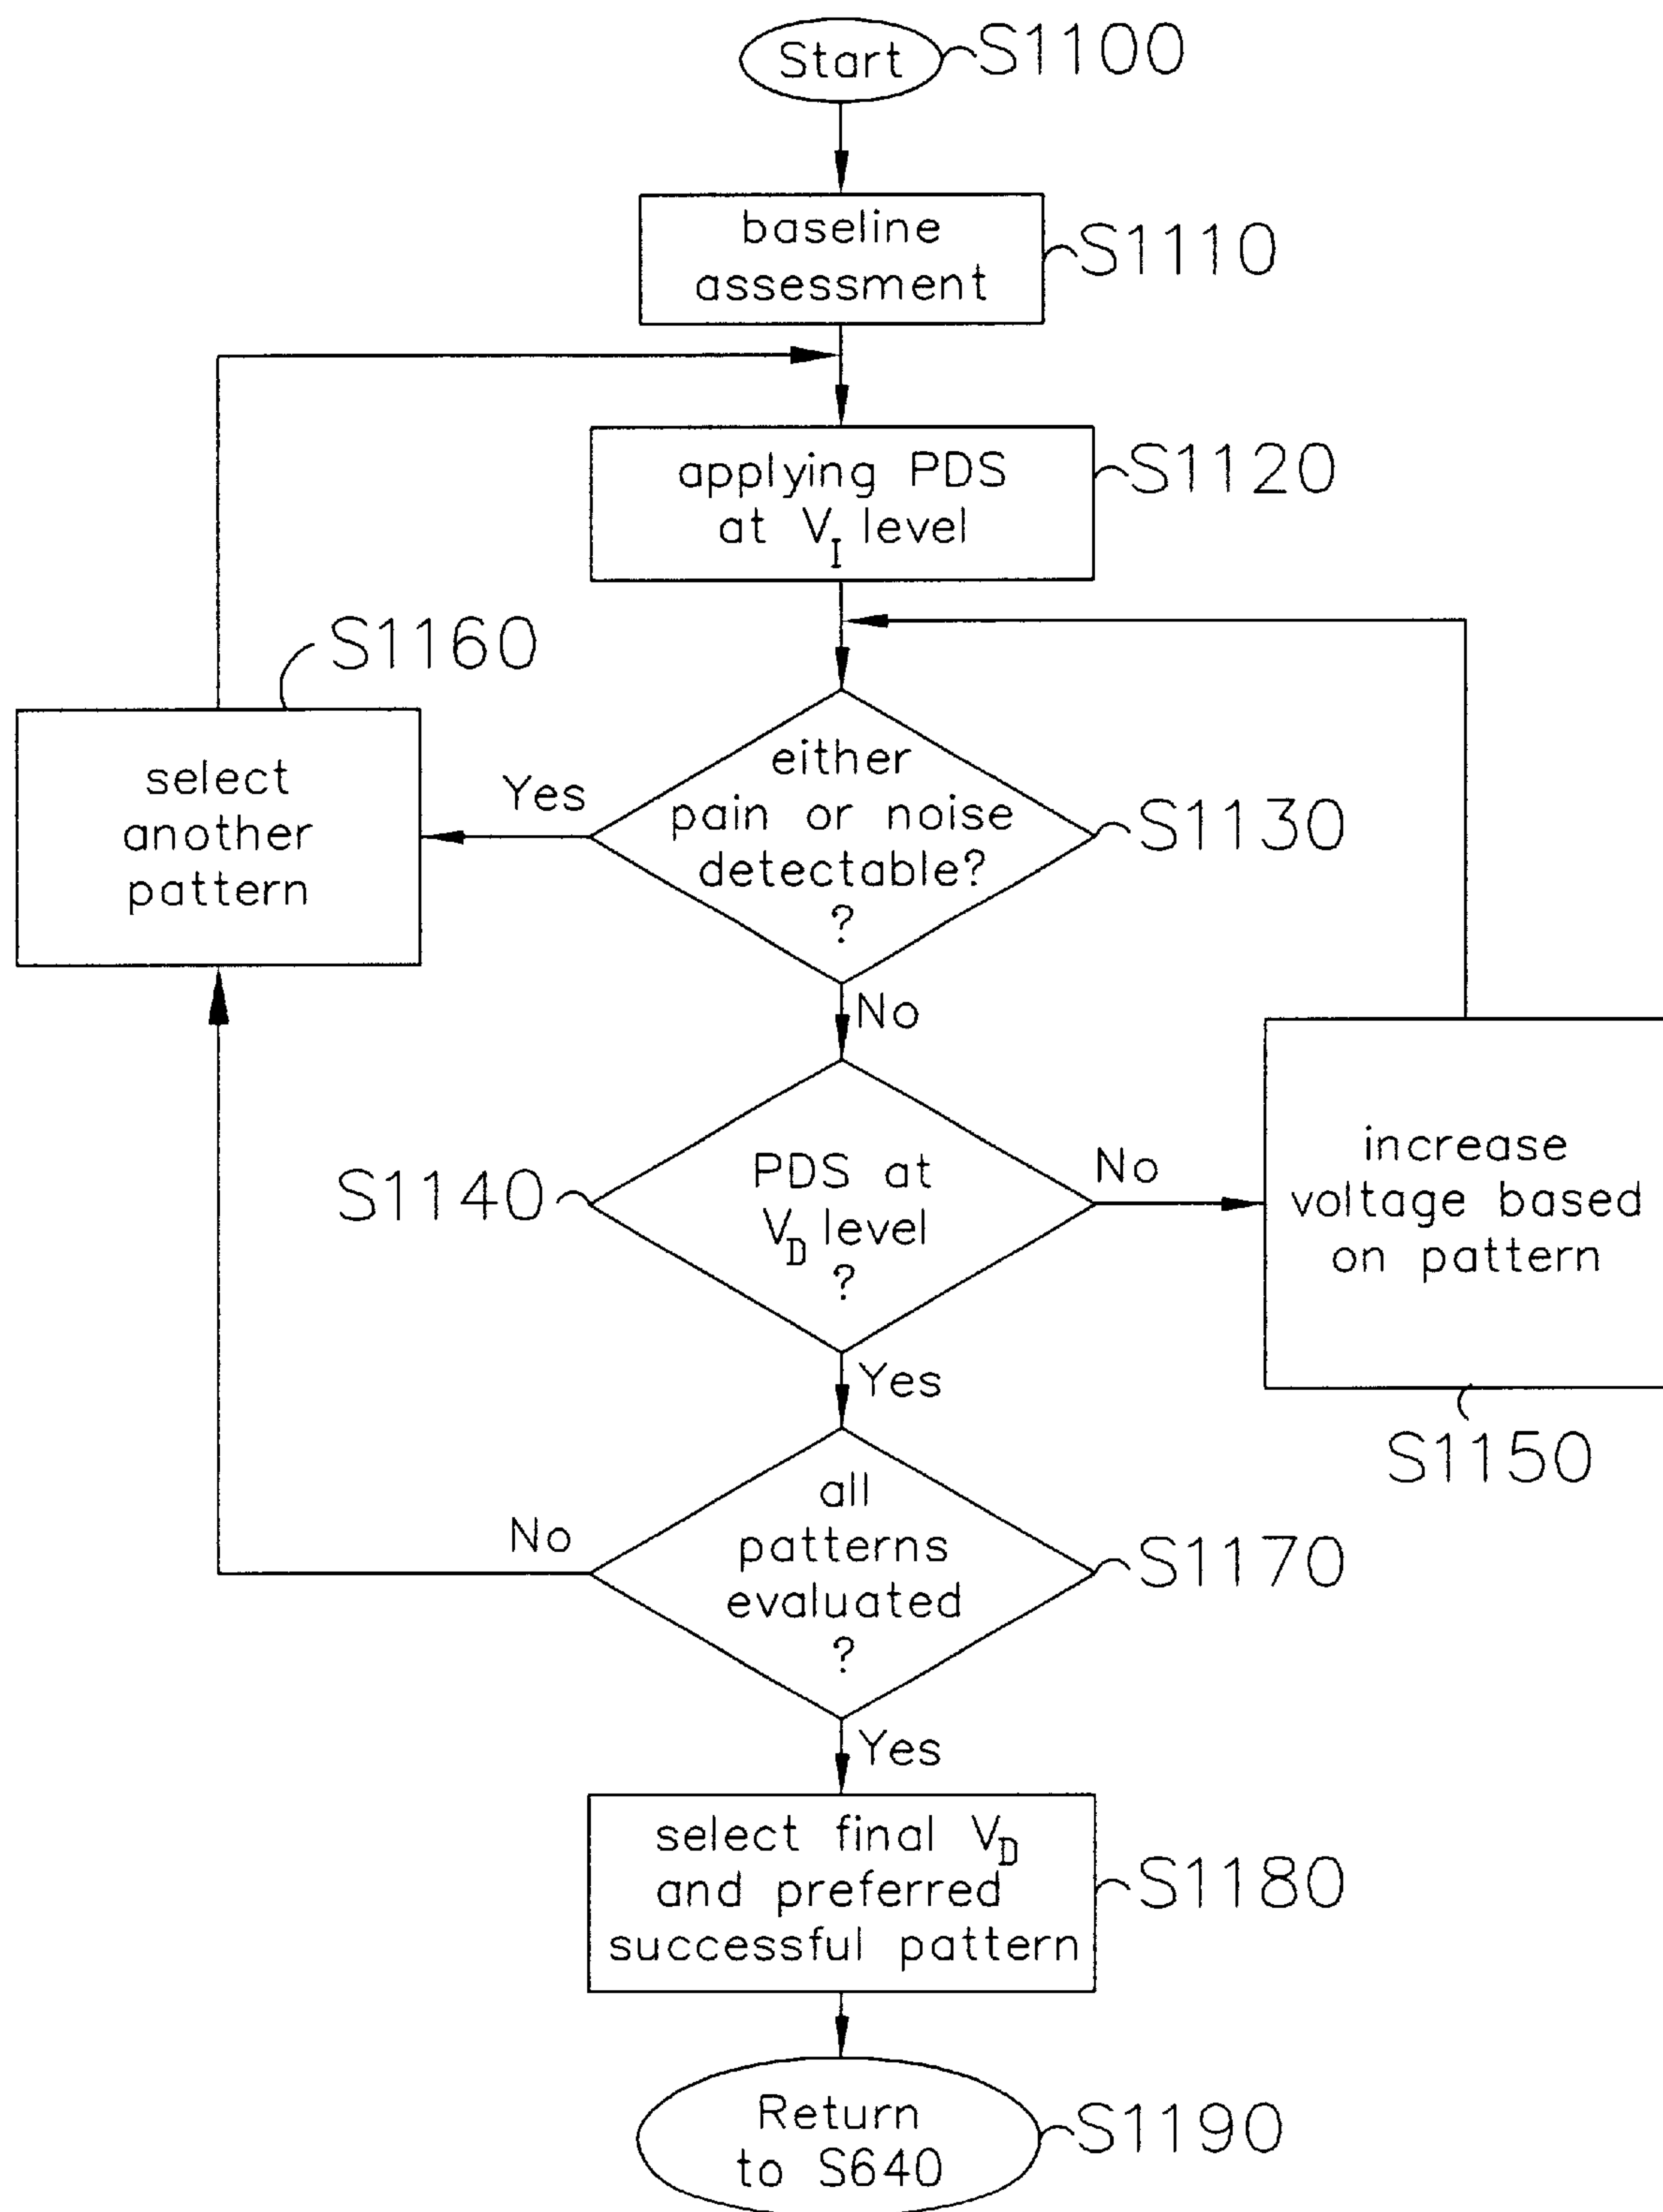 Start
S1100
baseline
assessment
S1110
applying PDS
at V_I level
S1120
S1160
select
another
pattern
Yes
either
pain or noise
detectable?
?
S1130
No
S1140
PDS at
V_D level
?
No
increase
voltage based
on pattern
S1150
Yes
all
patterns
evaluated
?
No
S1170
Yes
select final V_D
and preferred
successful pattern
S1180
Return
to S640
S1190